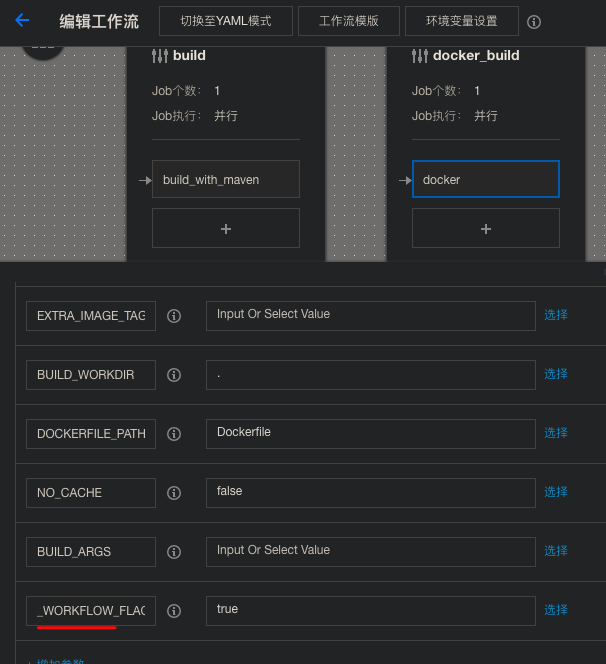 编辑工作流 切换至YAML模式 工作流模版 环境变量设置
build docker_build
Job个数： 1 Job个数： 1
Job执行： 并行 Job执行： 并行
build_with_maven docker
+ +
EXTRA_IMAGE_TAG Input Or Select Value 选择
BUILD_WORKDIR . 选择
DOCKERFILE_PATH Dockerfile 选择
NO_CACHE false 选择
BUILD_ARGS Input Or Select Value 选择
_WORKFLOW_FLAG true 选择
+ 增加参数